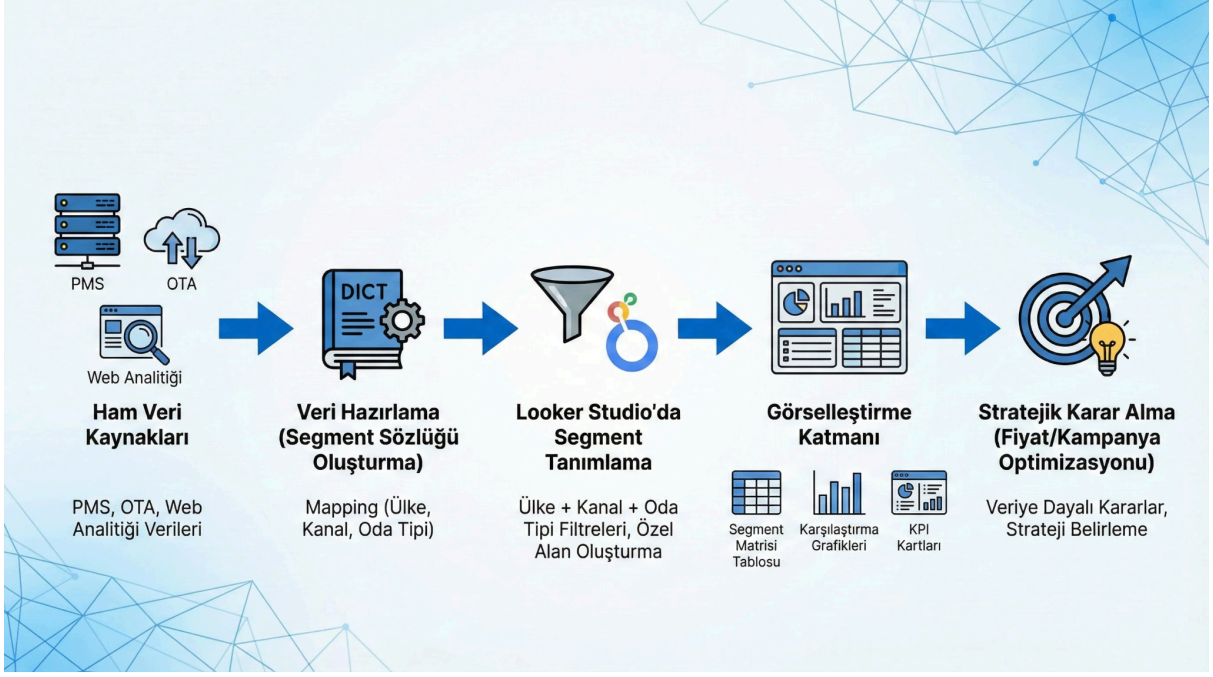 PMS
OTA
Web Analitiği
Ham Veri
Kaynakları
PMS, OTA, Web
Analitiği Verileri
DICT
Veri Hazırlama
(Segment Sözlüğü
Oluşturma)
Mapping (Ülke,
Kanal, Oda Tipi)
Looker Studio'da
Segment
Tanımlama
Ülke + Kanal + Oda
Tipi Filtreleri, Özel
Alan Oluşturma
Görselleştirme
Katmanı
Segment
Matrisi
Tablosu
Karşılaştırma
Grafikleri
KPI
Kartları
Stratejik Karar Alma
(Fiyat/Kampanya
Optimizasyonu)
Veriye Dayalı Kararlar,
Strateji Belirleme